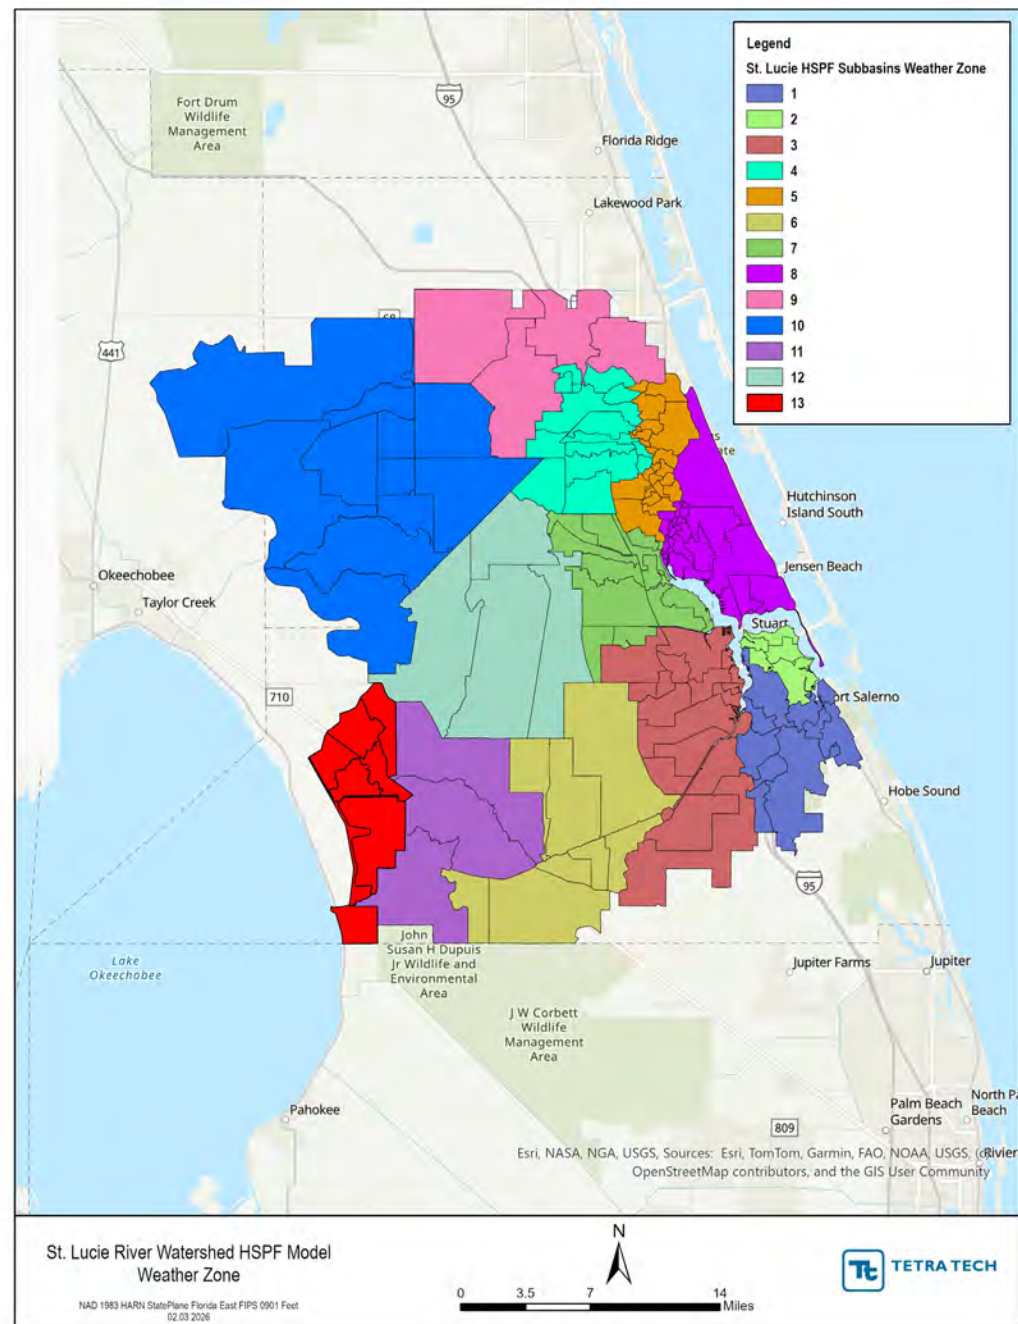 Legend
St. Lucie HSPF Subbasins Weather Zone
1
2
3
4
5
6
7
8
9
10
11
12
13
95
Fort Drum
Wildlife
Management
Area
Florida Ridge
Lakewood Park
68
441
Hutchinson
Island South
Jensen Beach
Okeechobee
Taylor Creek
Stuart
710
ort Salerno
Hobe Sound
95
John
Susan H Dupuis
Jr Wildlife and
Environmental
Area
Lake
Okeechobee
Jupiter Farms
Jupiter
J W Corbett
Wildlife
Management
Area
Pahokee
809
Palm Beach
Gardens
North Pa
Beach
Rivier
Esri, NASA, NGA, USGS, Sources: Esri, TomTom, Garmin, FAO, NOAA, USGS, (c)
OpenStreetMap contributors, and the GIS User Community
St. Lucie River Watershed HSPF Model
Weather Zone
NAD 1983 HARN StatePlane Florida East FIPS 0901 Feet
02.03.2026
N
0 3.5 7 14
Miles
Tt TETRA TECH